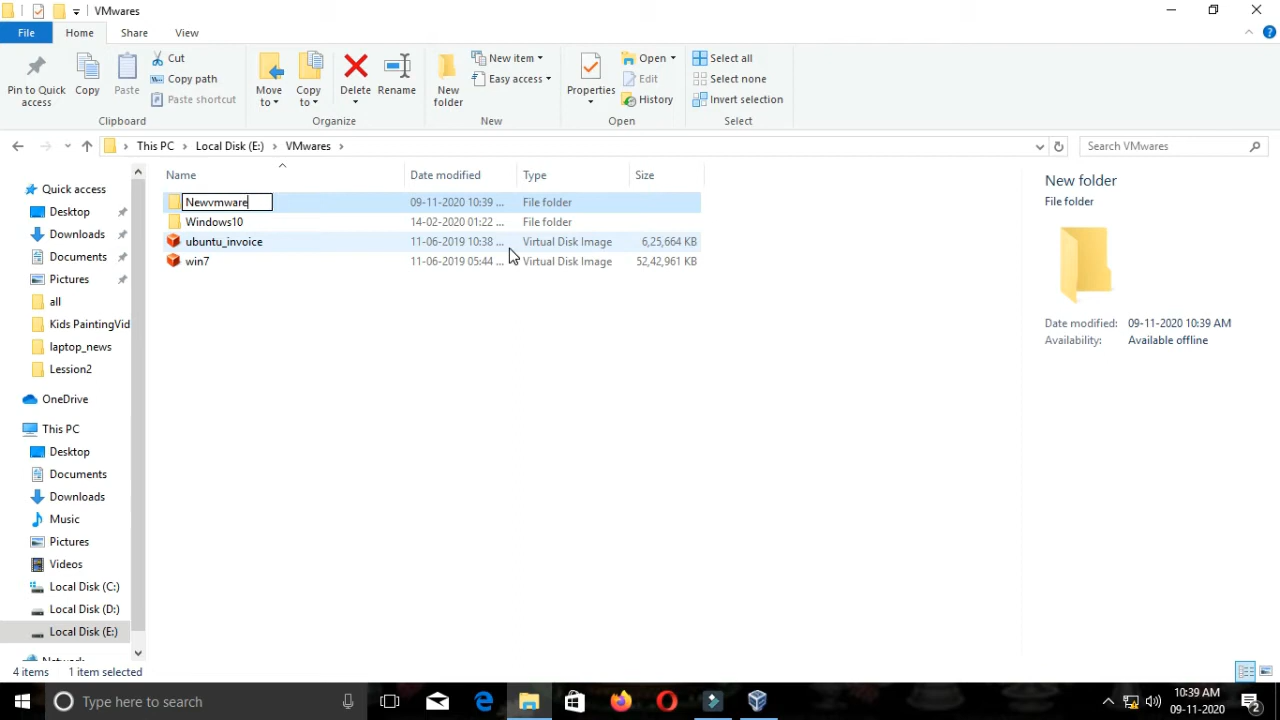 VMwares
File Home Share View
Pin to Quick access
Copy
Paste
Cut
Copy path
Paste shortcut
Clipboard
Move to
Copy to
Delete
Rename
Organize
New folder
New item
Easy access
New
Properties
Open
Edit
History
Open
Select all
Select none
Invert selection
Select
This PC > Local Disk (E:) > VMwares >
Search VMwares
Name Date modified Type Size
Newvmware 09-11-2020 10:39 ... File folder
Windows10 14-02-2020 01:22 ... File folder
ubuntu_invoice 11-06-2019 10:38 ... Virtual Disk Image 6,25,664 KB
win7 11-06-2019 05:44 ... Virtual Disk Image 52,42,961 KB
Quick access
Desktop
Downloads
Documents
Pictures
all
Kids PaintingVid
laptop_news
Lession2
OneDrive
This PC
Desktop
Documents
Downloads
Music
Pictures
Videos
Local Disk (C:)
Local Disk (D:)
Local Disk (E:)
Network
New folder
File folder
Date modified: 09-11-2020 10:39 AM
Availability: Available offline
4 items 1 item selected
Type here to search
10:39 AM
09-11-2020
2